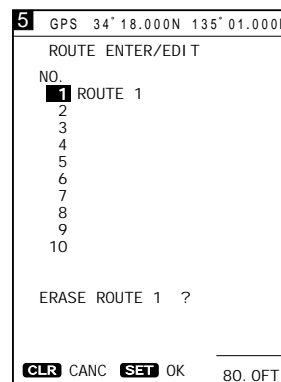 5 GPS 34°18.000N 135°01.000
ROUTE ENTER/EDIT
NO.
1 ROUTE 1
2
3
4
5
6
7
8
9
10
ERASE ROUTE 1 ?
CLR CANC SET OK 80.0FT